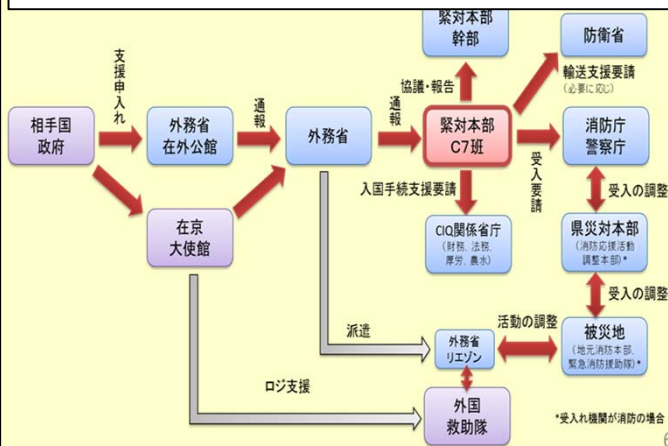 緊対本部
幹部
防衛省
支援申入れ
通報
通報
協議・報告
輸送支援要請
(必要に応じ)
相手国
政府
外務省
在外公館
外務省
緊対本部
C7班
消防庁
警察庁
入国手続支援要請
受入要請
受入の調整
在京
大使館
CIQ関係省庁
(財務、法務、
厚労、農水)
県災対本部
(消防応援活動
調整本部)*
受入の調整
派遣
活動の調整
外務省
リエゾン
被災地
(地元消防本部、
緊急消防援助隊)*
ロジ支援
外国
救助隊
*受入れ機関が消防の場合